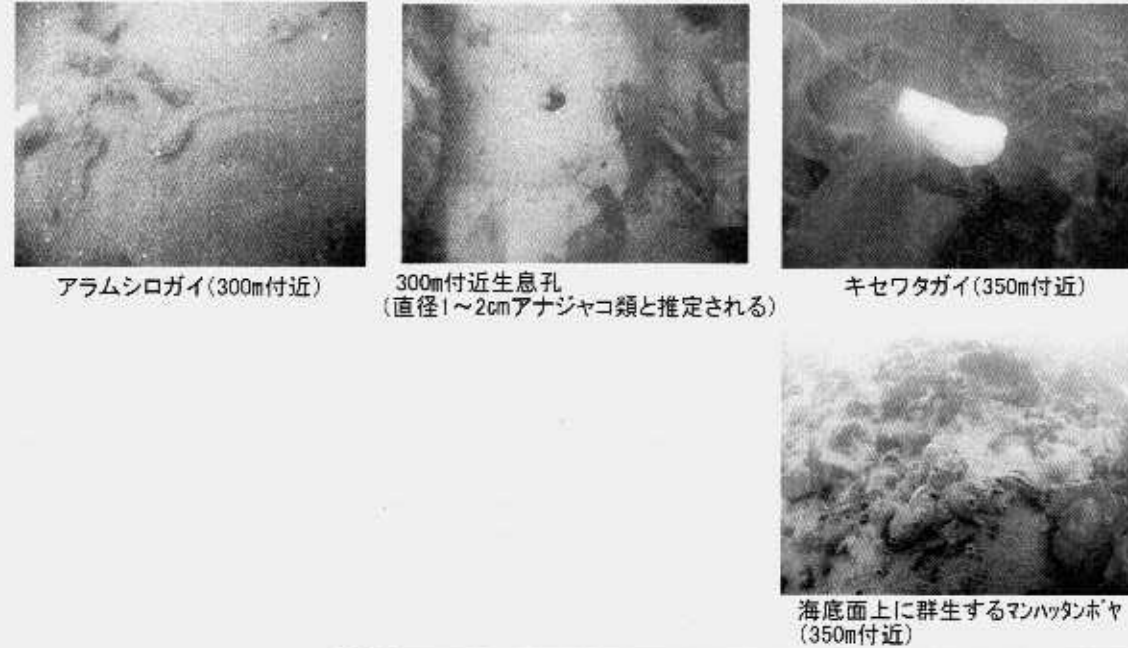 アラムシロガイ(300m付近)
300m付近生息孔
(直径1~2cmアナジャコ類と推定される)
キセワタガイ(350m付近)
海底面上に群生するマンハッタンボヤ
(350m付近)